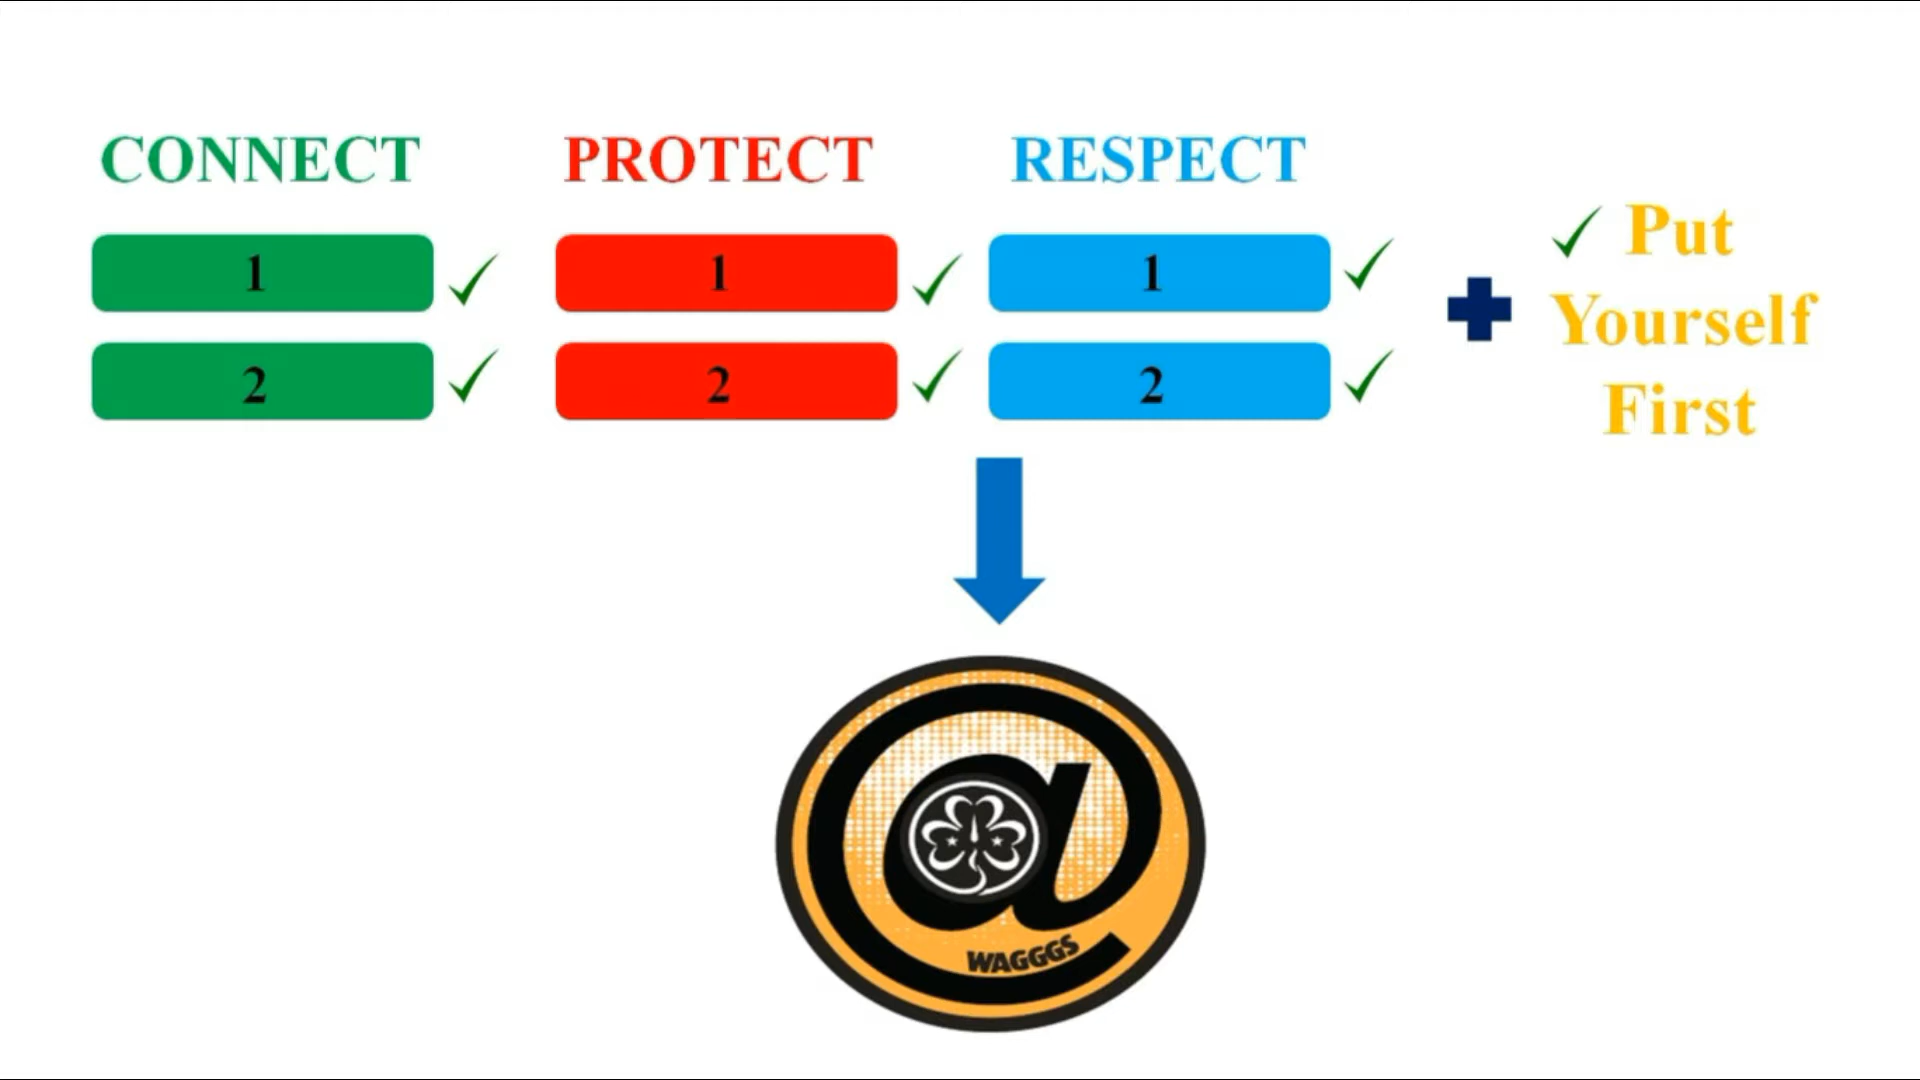 CONNECT
PROTECT
RESPECT
1
1
1
2
2
2
Put
Yourself
First
@
WAGGGS